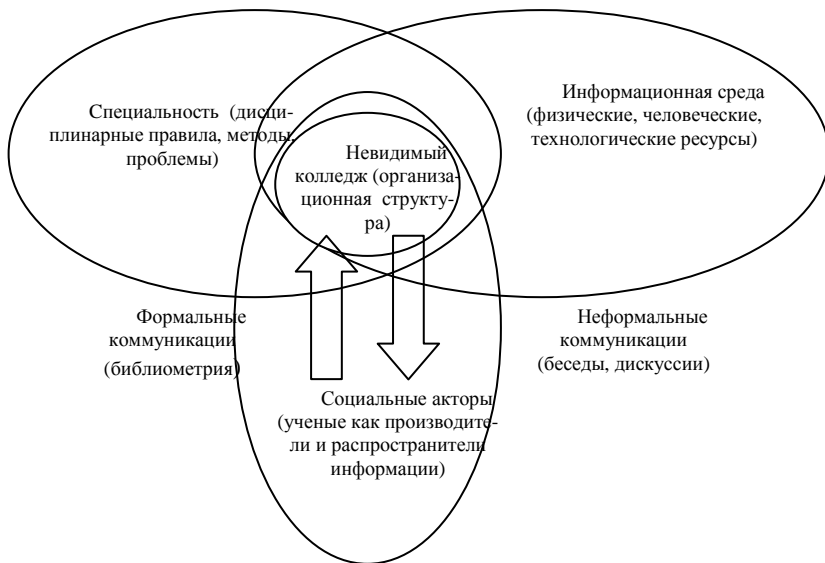 Специальность (дисци-
плинарные правила, методы,
проблемы)
Информационная среда
(физические, человеческие,
технологические ресурсы)
Невидимый
колледж (организа-
ционная структу-
ра)
Формальные
коммуникации
(библиометрия)
Неформальные
коммуникации
(беседы, дискуссии)
Социальные акторы
(ученые как производите-
ли и распространители
информации)